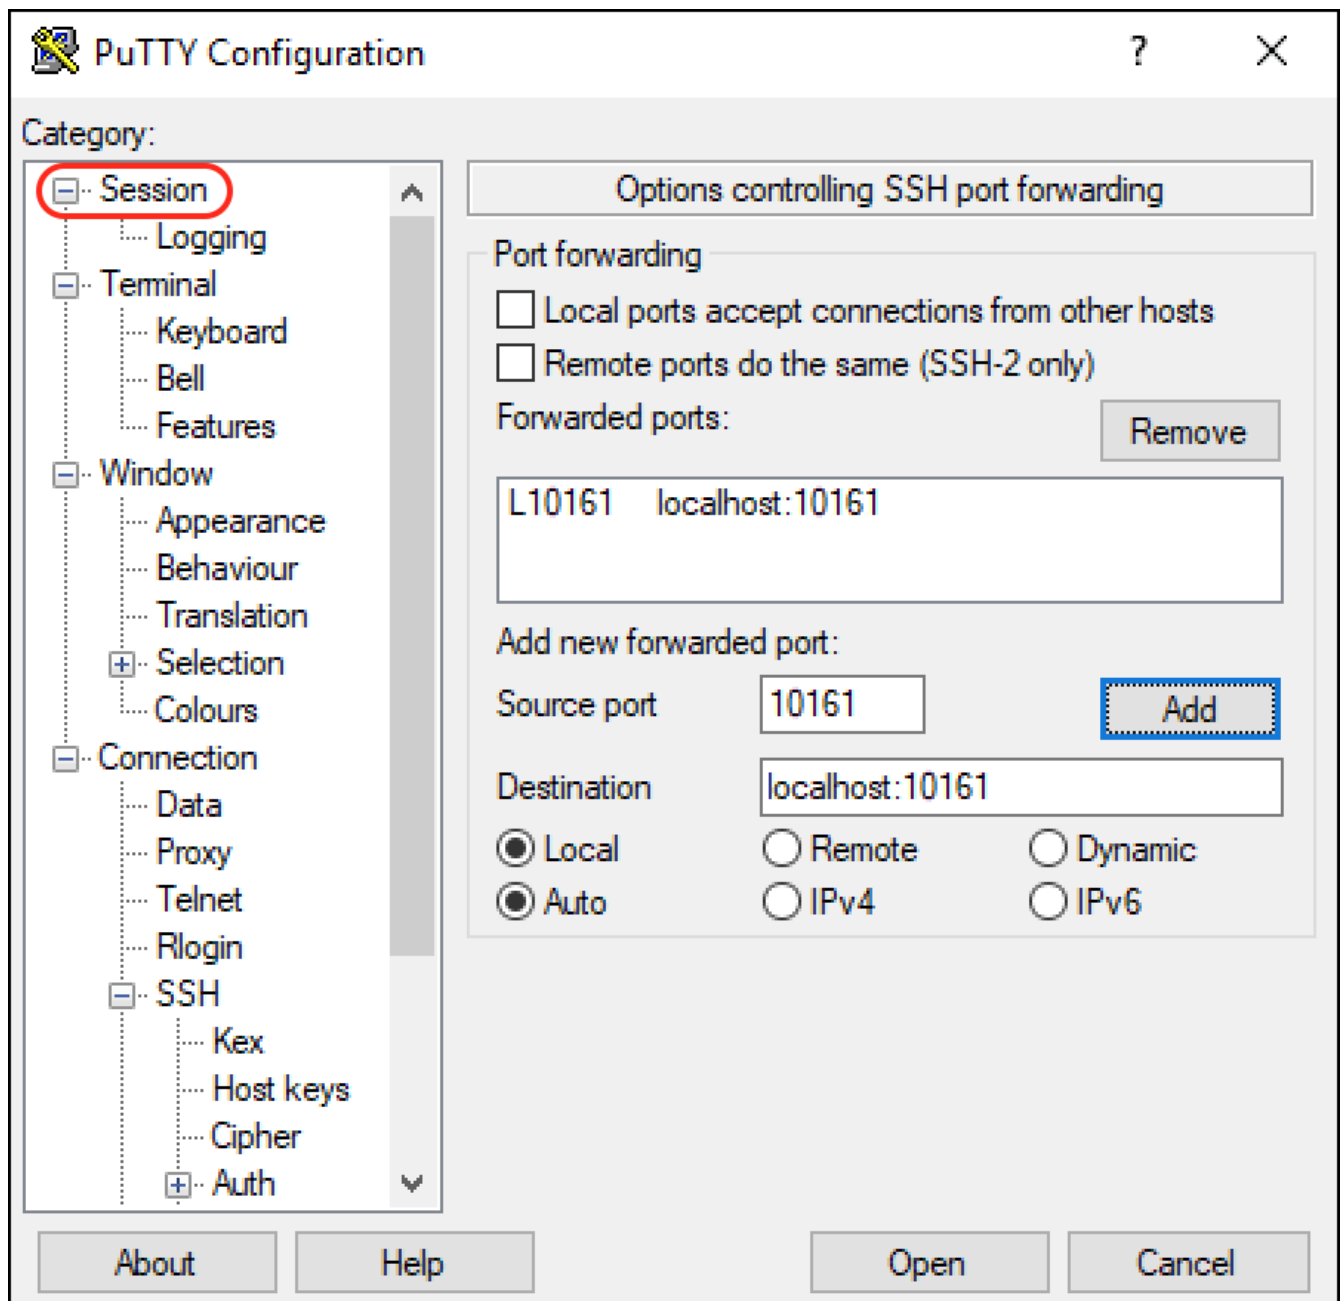 PuTTY Configuration
?
Category:
Session
Logging
Terminal
Keyboard
Bell
Features
Window
Appearance
Behaviour
Translation
Selection
Colours
Connection
Data
Proxy
Telnet
Rlogin
SSH
Kex
Host keys
Cipher
Auth
Options controlling SSH port forwarding
Port forwarding
Local ports accept connections from other hosts
Remote ports do the same (SSH-2 only)
Forwarded ports:
Remove
L10161 localhost:10161
Add new forwarded port:
Source port 10161 Add
Destination localhost:10161
Local Remote Dynamic
Auto IPv4 IPv6
About Help Open Cancel